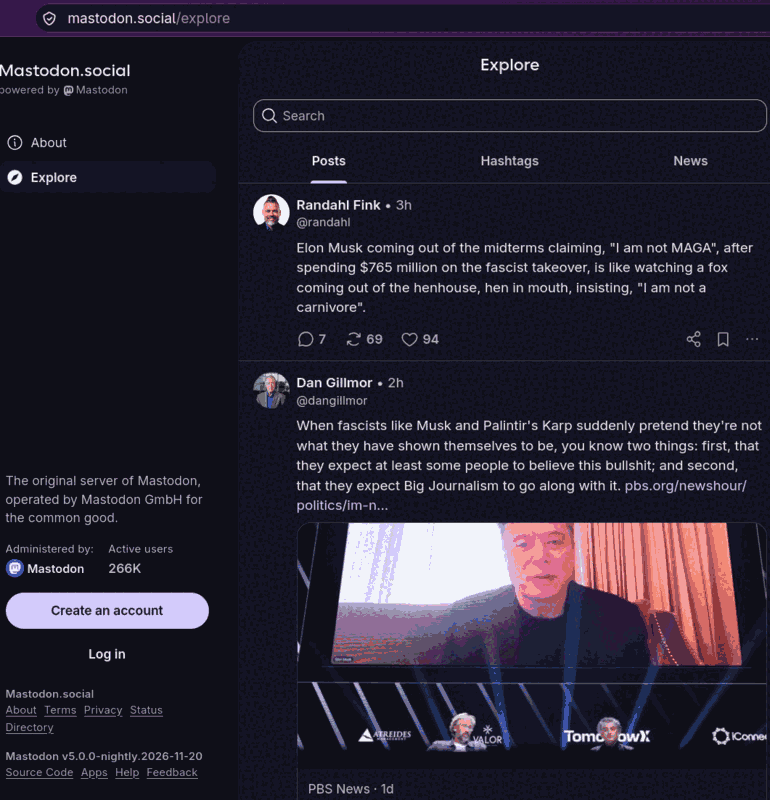 mastodon.social/explore
Mastodon.social
powered by Mastodon
About
Explore
The original server of Mastodon,
operated by Mastodon GmbH for
the common good.
Administered by:
Mastodon
Active users
266K
Create an account
Log in
Mastodon.social
About Terms Privacy Status
Directory
Mastodon v5.0.0-nightly.2026-11-20
Source Code Apps Help Feedback
Explore
Search
Posts Hashtags News
Randahl Fink • 3h
@randahl
Elon Musk coming out of the midterms claiming, "I am not MAGA", after
spending $765 million on the fascist takeover, is like watching a fox
coming out of the henhouse, hen in mouth, insisting, "I am not a
carnivore".
7 69 94
Dan Gillmor • 2h
@dangillmor
When fascists like Musk and Palintir's Karp suddenly pretend they're not
what they have shown themselves to be, you know two things: first, that
they expect at least some people to believe this bullshit; and second,
that they expect Big Journalism to go along with it. pbs.org/newshour/
politics/im-n...
ATREIDES
MANAGEMENT
VALOR
iConne
PBS News · 1d